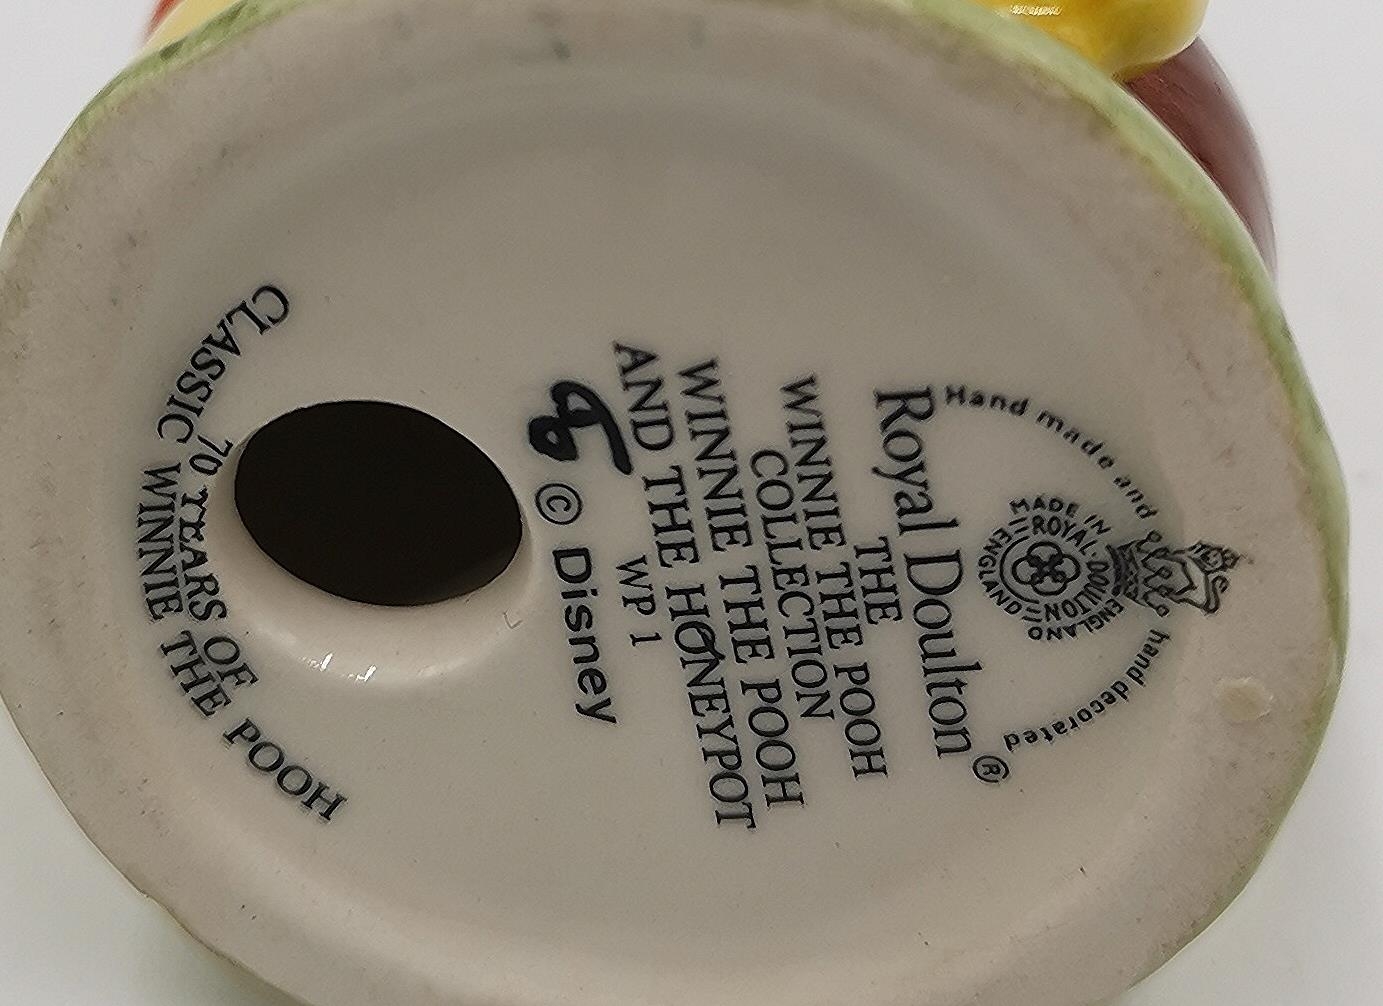 Hand made and hand decorated
MADE IN ENGLAND
ROYAL·DOULTON
ENGLAND
Royal Doulton®
THE
WINNIE THE POOH
COLLECTION
WINNIE THE POOH
AND THE HONEYPOT
WP 1
© Disney
70 YEARS OF
CLASSIC WINNIE THE POOH